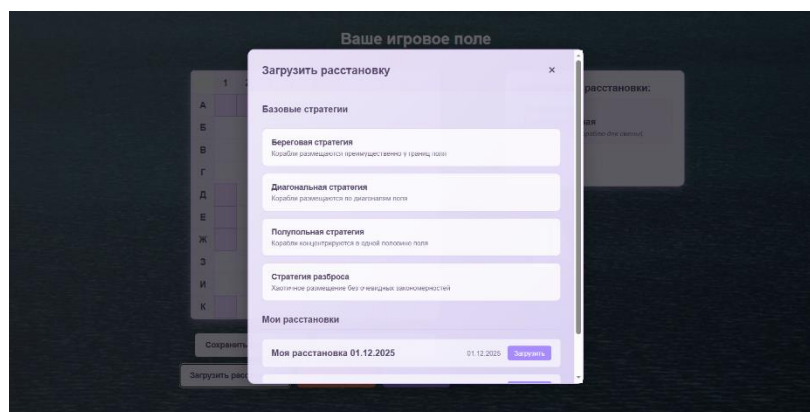 Ваше игровое поле
Загрузить расстановку ×
Базовые стратегии
Береговая стратегия
Корабли размещаются преимущественно у границ поля
Диагональная стратегия
Корабли размещаются по диагоналям поля
Полупольная стратегия
Корабли концентрируются в одной половине поля
Стратегия разброса
Хаотичное размещение без очевидных закономерностей
Мои расстановки
Моя расстановка 01.12.2025 01.12.2025 Загрузить
1
А
Б
В
Г
Д
Е
Ж
З
И
К
расстановки:
Сохранить
Загрузить расс